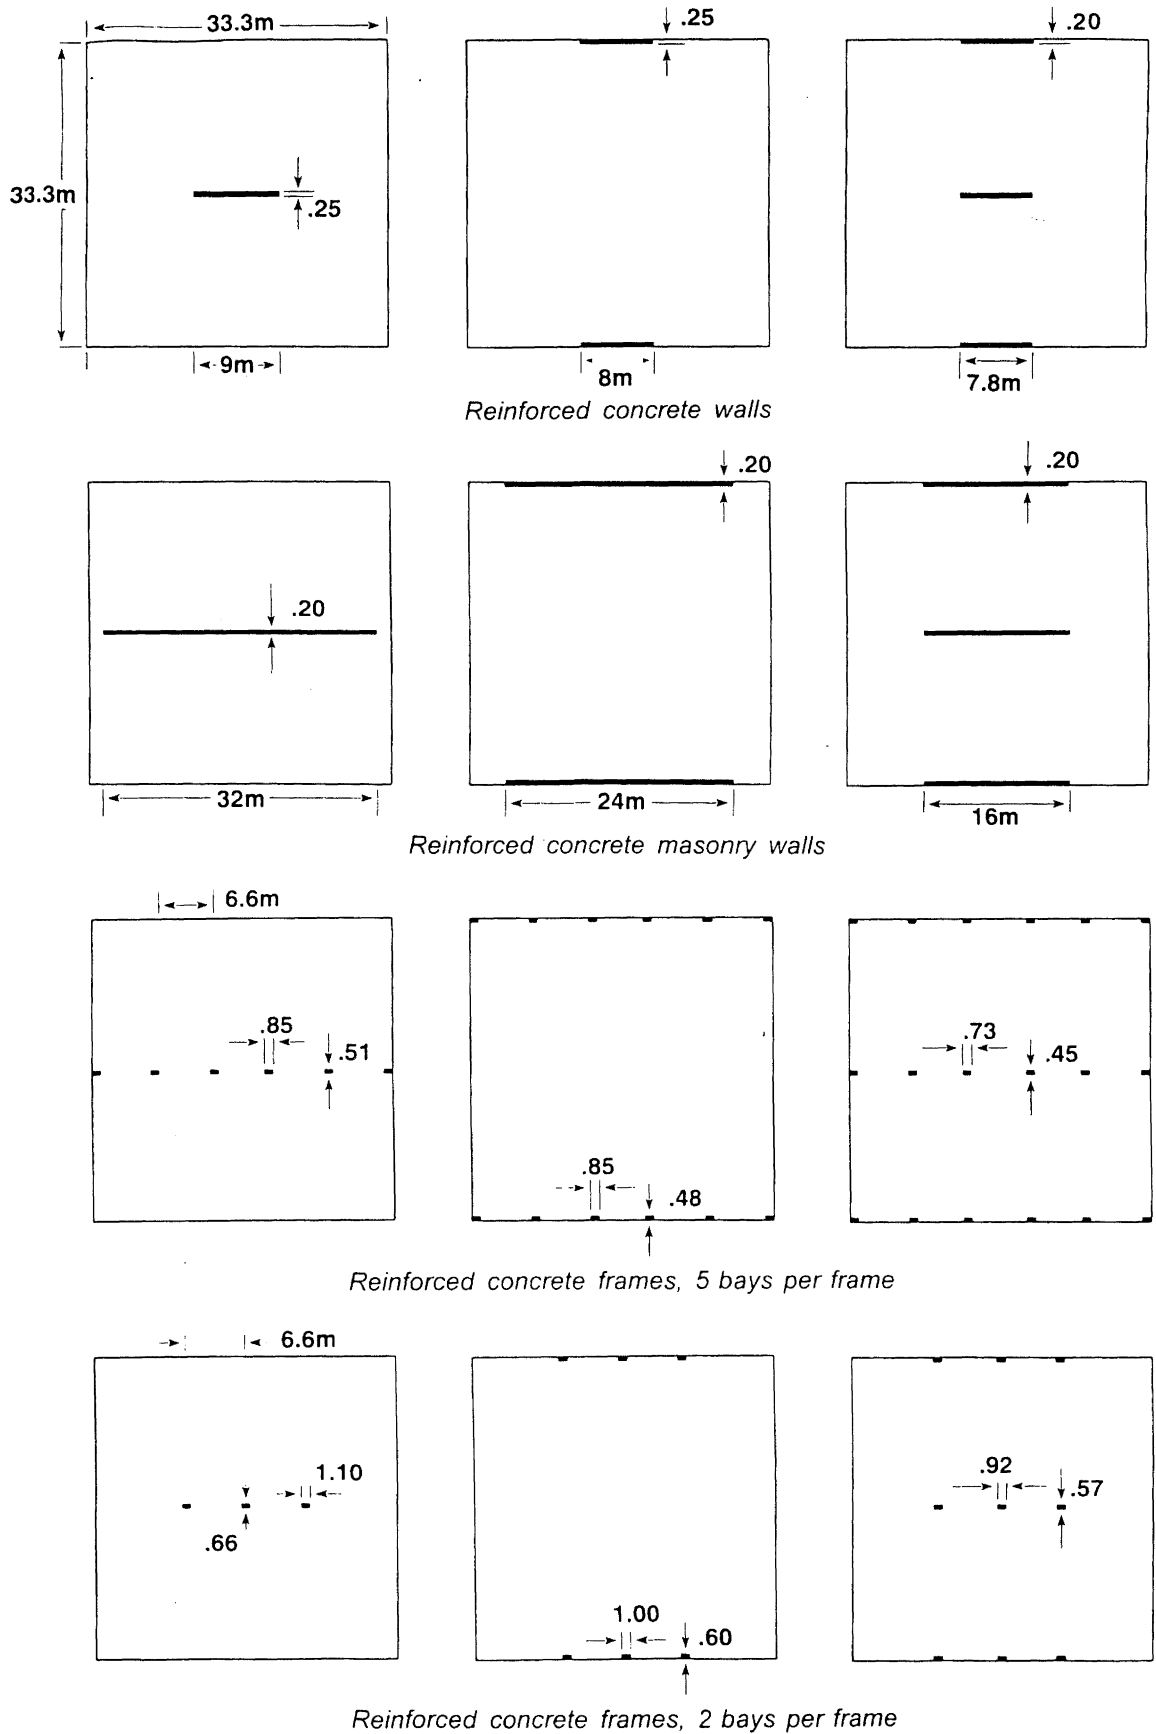 33.3m
.25
.20
33.3m
.25
9m
8m
7.8m
Reinforced concrete walls
.20
.20
.20
32m
24m
16m
Reinforced concrete masonry walls
6.6m
.85
.51
.73
.45
.85
.48
Reinforced concrete frames, 5 bays per frame
6.6m
1.10
.66
.92
.57
1.00
.60
Reinforced concrete frames, 2 bays per frame